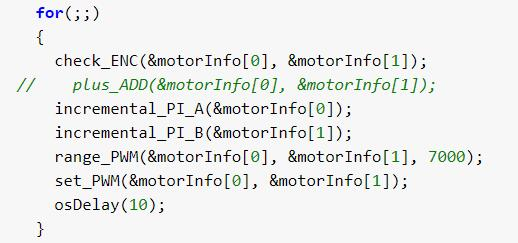 for(;;)
{
check_ENC(&motorInfo[0], &motorInfo[1]);
// plus_ADD(&motorInfo[0], &motorInfo[1]);
incremental_PI_A(&motorInfo[0]);
incremental_PI_B(&motorInfo[1]);
range_PWM(&motorInfo[0], &motorInfo[1], 7000);
set_PWM(&motorInfo[0], &motorInfo[1]);
osDelay(10);
}